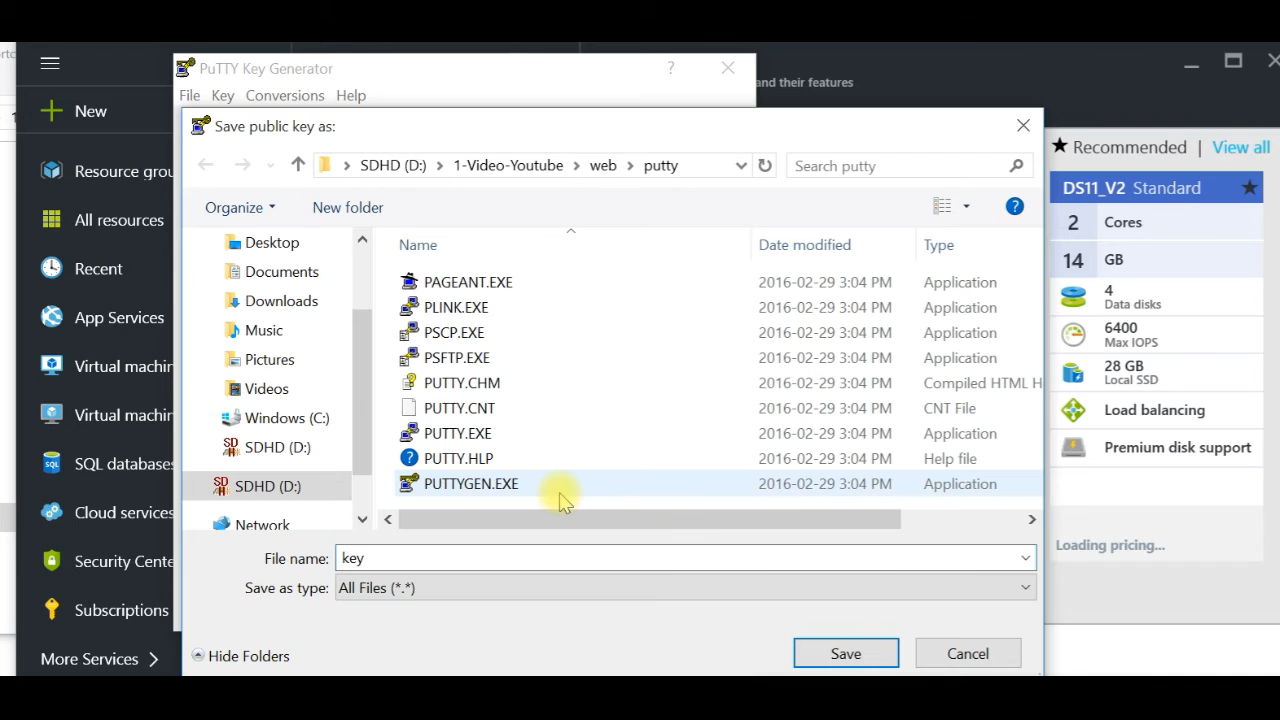 PuTTY Key Generator
?
and their features
File Key Conversions Help
New
Save public key as:
Resource grou
All resources
Recent
App Services
Virtual machin
Virtual machin
SQL databases
Cloud services
Security Cente
Subscriptions
More Services
SDHD (D:) 1-Video-Youtube web putty
Search putty
Organize New folder
?
Desktop
Documents
Downloads
Music
Pictures
Videos
Windows (C:)
SDHD (D:)
SDHD (D:)
Network
Name Date modified Type
PAGEANT.EXE 2016-02-29 3:04 PM Application
PLINK.EXE 2016-02-29 3:04 PM Application
PSCP.EXE 2016-02-29 3:04 PM Application
PSFTP.EXE 2016-02-29 3:04 PM Application
PUTTY.CHM 2016-02-29 3:04 PM Compiled HTML H
PUTTY.CNT 2016-02-29 3:04 PM CNT File
PUTTY.EXE 2016-02-29 3:04 PM Application
PUTTY.HLP 2016-02-29 3:04 PM Help file
PUTTYGEN.EXE 2016-02-29 3:04 PM Application
File name: key
Save as type: All Files (*.*)
Hide Folders
Save
Cancel
★ Recommended | View all
DS11_V2 Standard ★
2 Cores
14 GB
4
Data disks
6400
Max IOPS
28 GB
Local SSD
Load balancing
Premium disk support
Loading pricing...